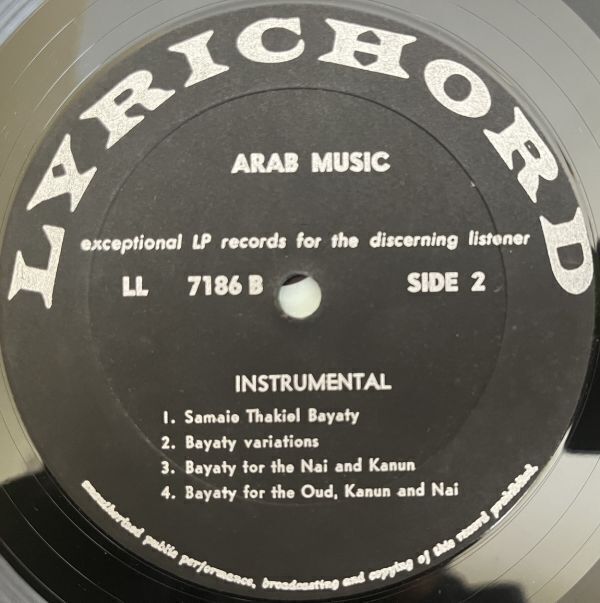 LYRICHORD
ARAB MUSIC
exceptional LP records for the discerning listener
LL 7186 B SIDE 2
INSTRUMENTAL
1. Samaie Thakiel Bayaty
2. Bayaty variations
3. Bayaty for the Nai and Kanun
4. Bayaty for the Oud, Kanun and Nai
unauthorized public performance, broadcasting and copying of this record prohibited.